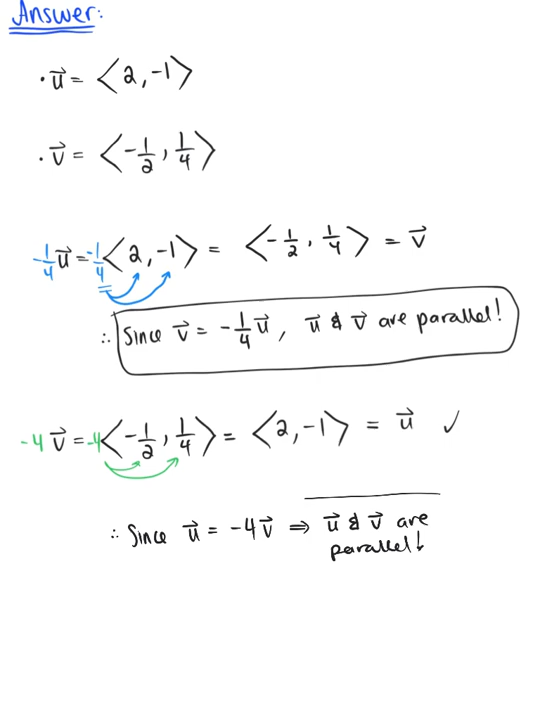 Answer:
· u⃗ = <2, -1>
· v⃗ = <-1/2, 1/4>
-1/4 u⃗ = -1/4 <2, -1> = <-1/2, 1/4> = v⃗
∴ Since v⃗ = -1/4 u⃗, u⃗ & v⃗ are parallel!
-4 v⃗ = -4 <-1/2, 1/4> = <2, -1> = u⃗ ✓
∴ Since u⃗ = -4v⃗ ⇒ u⃗ & v⃗ are
parallel!